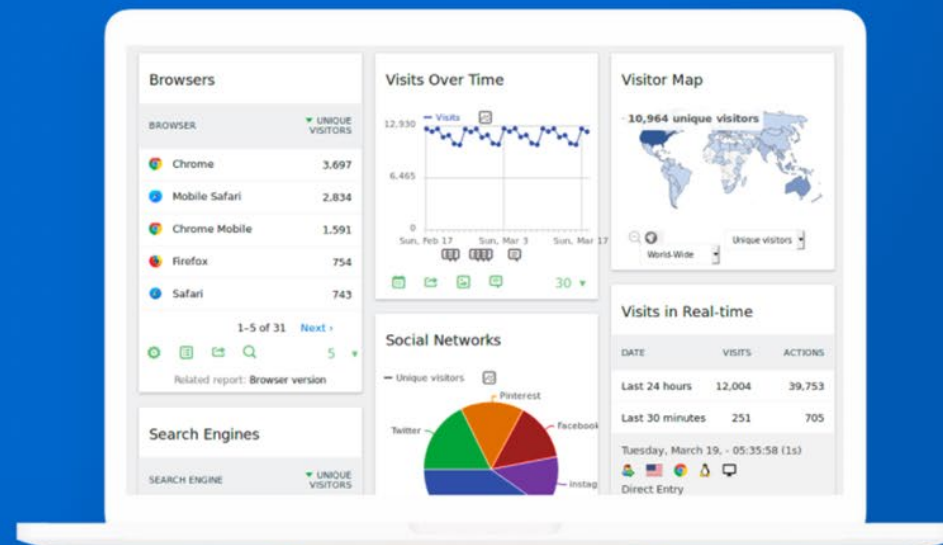 Browsers
BROWSER
UNIQUE
VISITORS
Chrome 3,697
Mobile Safari 2,834
Chrome Mobile 1,591
Firefox 754
Safari 743
1-5 of 31 Next ›
5
Related report: Browser version
Search Engines
SEARCH ENGINE
UNIQUE
VISITORS
Visits Over Time
Visits
12,930
6,465
0
Sun, Feb 17 Sun, Mar 3 Sun, Mar 17
30
Social Networks
Unique visitors
Pinterest
Twitter
Facebook
instag
Visitor Map
10,964 unique visitors
Unique visitors
World-Wide
Visits in Real-time
DATE VISITS ACTIONS
Last 24 hours 12,004 39,753
Last 30 minutes 251 705
Tuesday, March 19, - 05:35:58 (1s)
Direct Entry